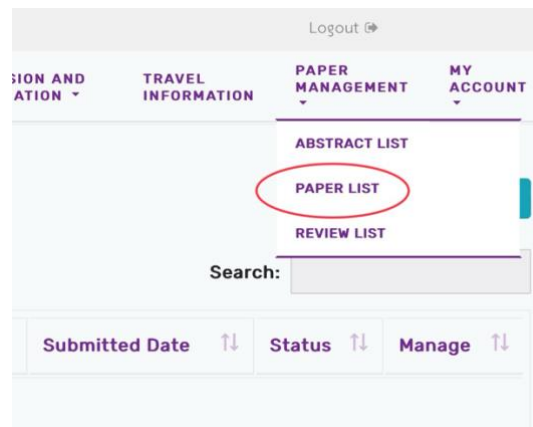 Logout
SION AND
ATION
TRAVEL
INFORMATION
PAPER
MANAGEMENT
MY
ACCOUNT
ABSTRACT LIST
PAPER LIST
REVIEW LIST
Search:
Submitted Date
Status
Manage